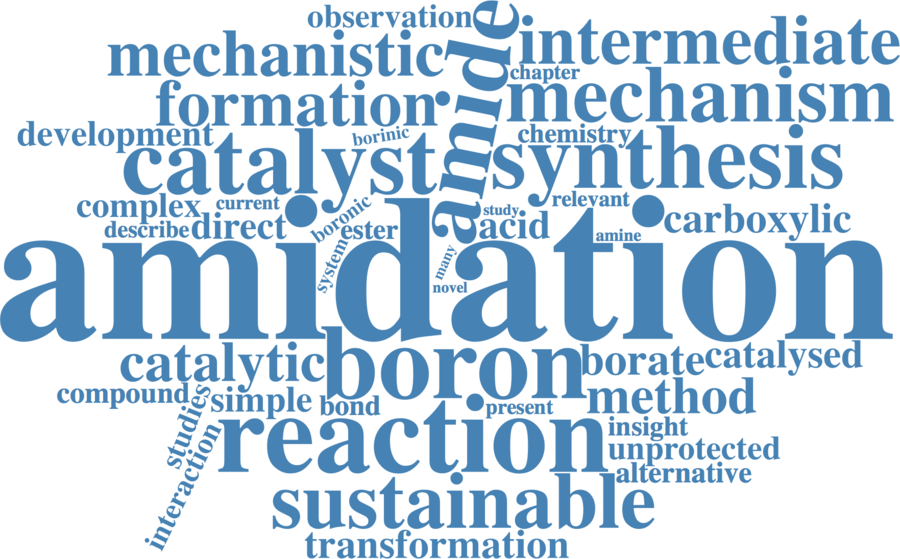 observation
amide
intermediate
mechanistic
chapter
formation
mechanism
development
borinic
chemistry
catalyst
synthesis
complex
current
boronic
study
relevant
describe
direct
ester
acid
amine
carboxylic
system
many
novel
amidation
catalytic
boron
borate
catalysed
compound
studies
simple
bond
present
method
reaction
insight
unprotected
interaction
alternative
sustainable
transformation